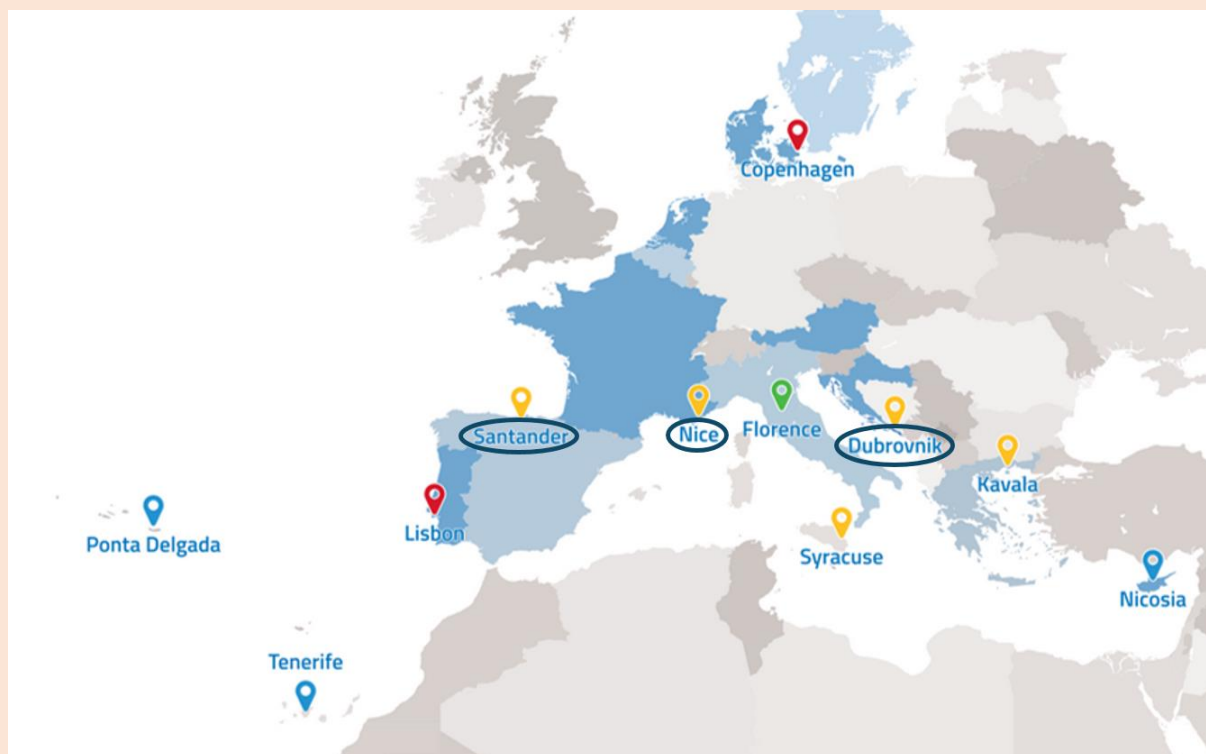 Copenhagen
Santander
Nice
Florence
Dubrovnik
Kavala
Lisbon
Ponta Delgada
Syracuse
Nicosia
Tenerife